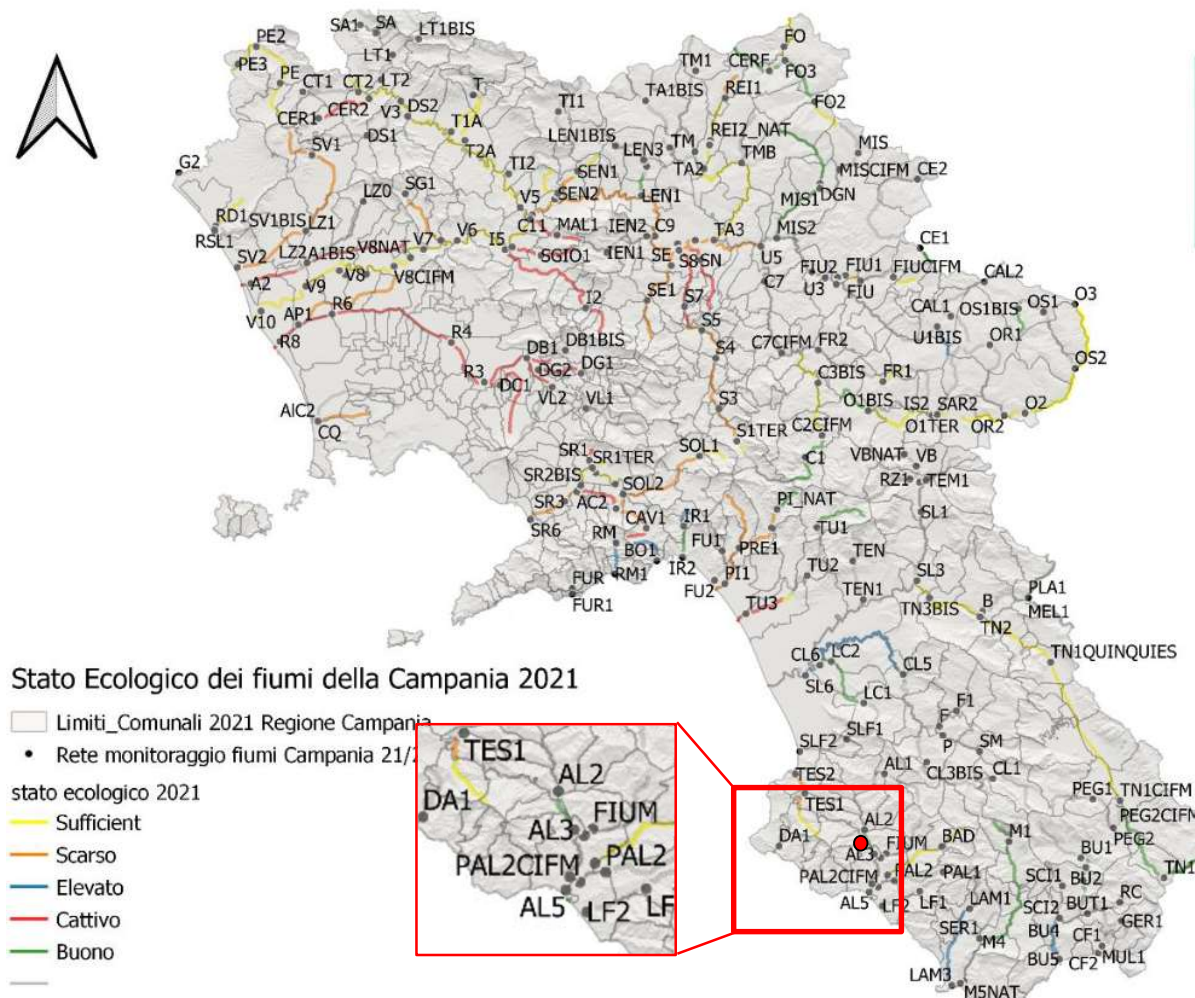 SA1 SA LT1BIS
PE2 FO
PE3 LT1 TM1 CERF
PE CT1 CT2 LT2 T TA1BIS FO3
CER1 CER2 V3 DS2 TI1 REI1 FO2
DS1 T1A LEN1BIS TM REI2_NAT MIS
SV1 T2A LEN3 TA2 TMB MISCIFM CE2
G2 TI2 SEN1
LZ0 SG1 V5 SEN2 LEN1 MIS1 DGN
RD1 SV1BIS LZ1 C11 MAL1 IEN2 C9 TA3 MIS2 CE1
RSL1 LZ2 A1BIS V8NAT V7 V6 I5 SGIO1 IEN1 SE S8 SN U5 FIU2 FIU1 FIUCIFM CAL2
SV2 V8 V8CIFM C7 U3 FIU
A2 V9 I2 SE1 S7 CAL1 OS1BIS OS1 O3
V10 AP1 R6 S5 U1BIS OR1
R8 R4 DB1 DB1BIS S4 C7CIFM FR2
R3 DG2 DG1 C3BIS FR1 OS2
DC1 VL2 VL1 S3 O1BIS IS2 SAR2 O2
AIC2 O1TER OR2
CQ S1TER C2CIFM
SR1 SR1TER SOL1 C1 VBNAT VB
SR2BIS SOL2 RZ1 TEM1
SR3 AC2 PI_NAT SL1
SR6 CAV1 IR1 TU1
RM BO1 FU1 PRE1 TEN
FUR RM1 IR2 PI1 TU2 SL3
FUR1 FU2 TEN1 TN3BIS B PLA1
TU3 TN2 MEL1
CL6 LC2 TN1QUINQUIES
SL6 CL5
Stato Ecologico dei fiumi della Campania 2021
LC1 F1
Limiti_Comunali 2021 Regione Campania
F
Rete monitoraggio fiumi Campania 21/2
SLF2 SLF1 P SM
stato ecologico 2021
TES2 AL1 CL3BIS CL1
Sufficient
TES1 PEG1 TN1CIFM
Scarso
DA1 AL2 BAD M1 PEG2CIFM
Elevato
AL3 FIUM BU1 PEG2
Cattivo
PAL2CIFM PAL2 PAL1 SCI1 BU2 TN1
Buono
AL5 LF2 LF1 LAM1 SCI2 BUT1 RC
SER1 M4 BU4 CF1 GER1
LAM3 M5NAT BU5 CF2 MUL1
TES1
AL2
DA1
FIUM
AL3
PAL2CIFM PAL2
AL5 LF2 LF